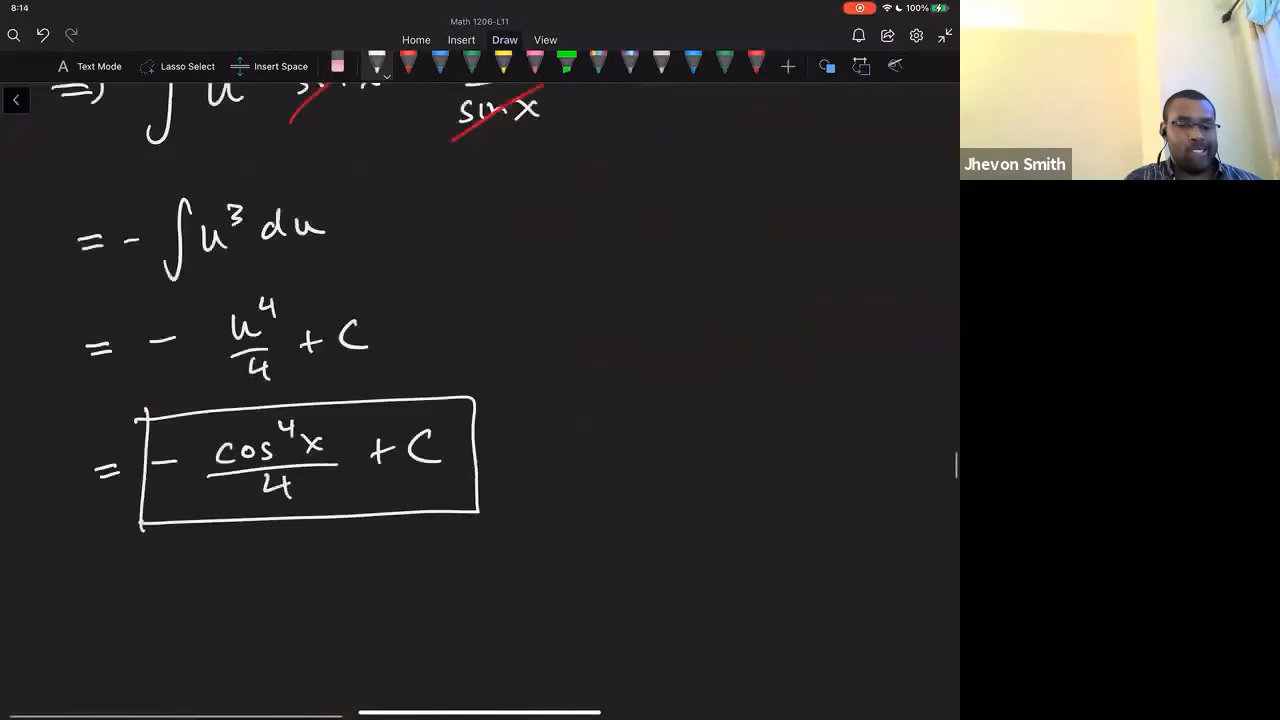 8:14
100%
Math 1206-L11
Home Insert Draw View
Text Mode Lasso Select Insert Space
=> ∫ u sin x
sin x
= - ∫ u³ du
= - u⁴/4 + C
= - cos⁴x/4 + C
Jhevon Smith